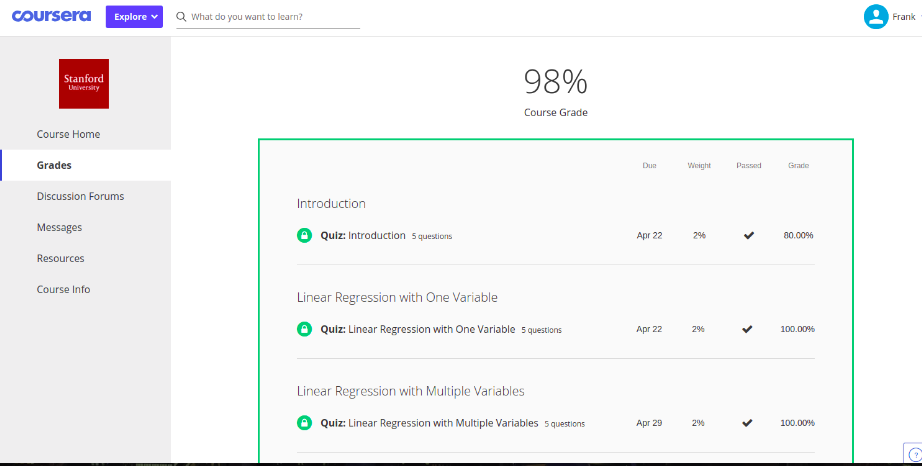 coursera Explore What do you want to learn? Frank
Stanford
University
Course Home
Grades
Discussion Forums
Messages
Resources
Course Info
98%
Course Grade
Due Weight Passed Grade
Introduction
Quiz: Introduction 5 questions Apr 22 2% 80.00%
Linear Regression with One Variable
Quiz: Linear Regression with One Variable 5 questions Apr 22 2% 100.00%
Linear Regression with Multiple Variables
Quiz: Linear Regression with Multiple Variables 5 questions Apr 29 2% 100.00%
?